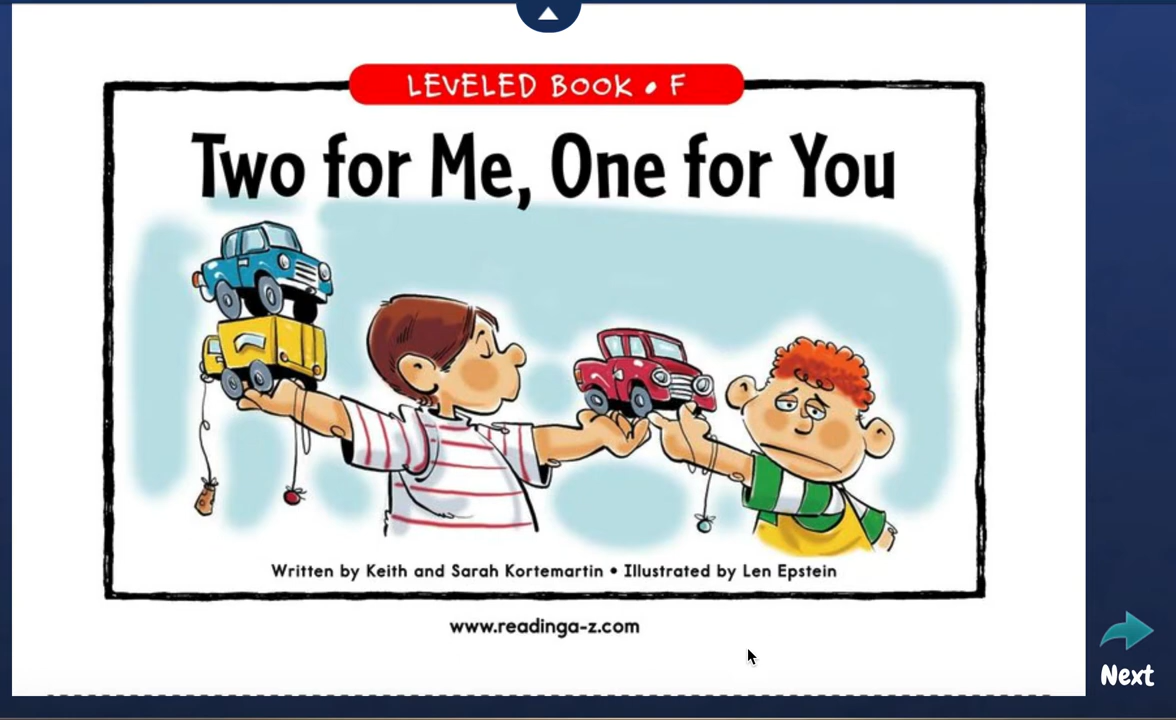 LEVELED BOOK • F
Two for Me, One for You
Written by Keith and Sarah Kortemartin • Illustrated by Len Epstein
www.readinga-z.com
Next